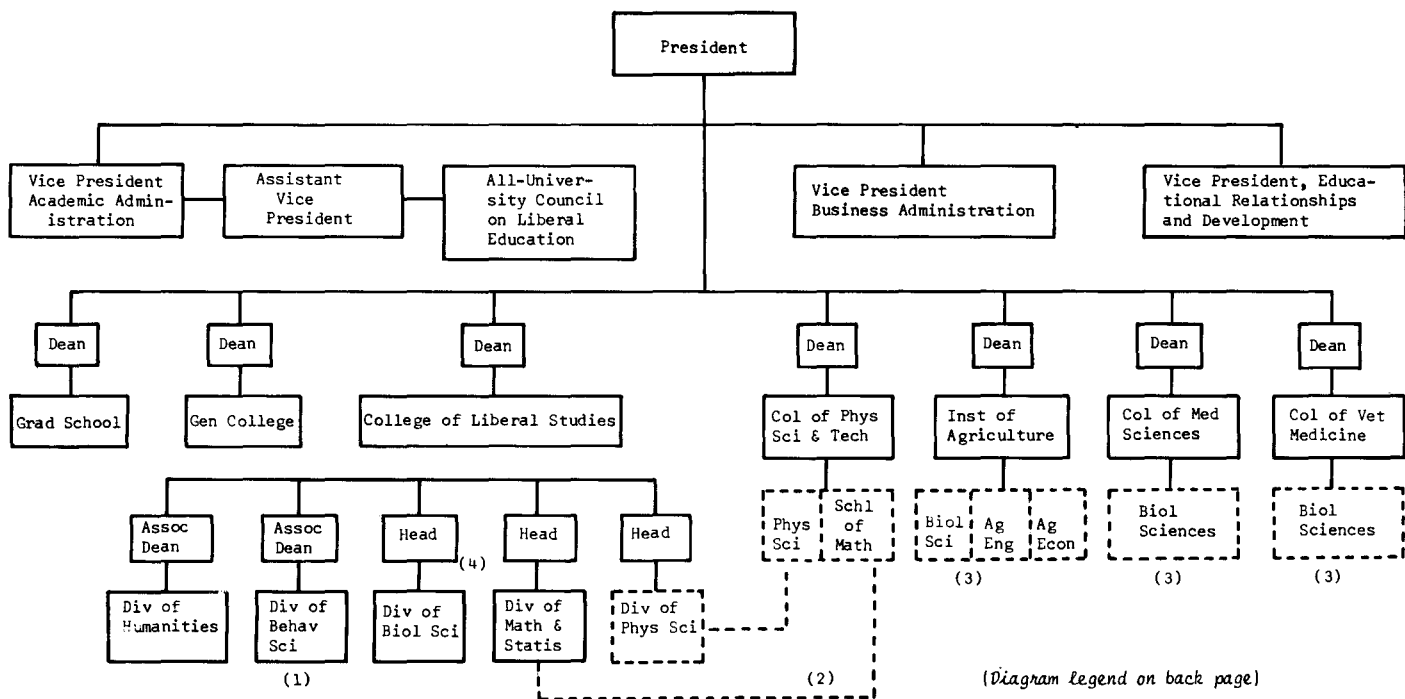 President
Vice President
Academic Admin-
istration
Assistant
Vice
President
All-Univer-
sity Council
on Liberal
Education
Vice President
Business Administration
Vice President, Educa-
tional Relationships
and Development
Dean
Dean
Dean
Dean
Dean
Dean
Dean
Grad School
Gen College
College of Liberal Studies
Col of Phys
Sci & Tech
Inst of
Agriculture
Col of Med
Sciences
Col of Vet
Medicine
Phys
Sci
Schl
of
Math
Biol
Sci
Ag
Eng
Ag
Econ
Biol
Sciences
Biol
Sciences
(3)
(3)
(3)
Assoc
Dean
Assoc
Dean
Head
(4)
Head
Head
Div of
Humanities
Div of
Behav
Sci
Div of
Biol Sci
Div of
Math &
Statis
Div of
Phys Sci
(1)
(2)
(Diagram legend on back page)